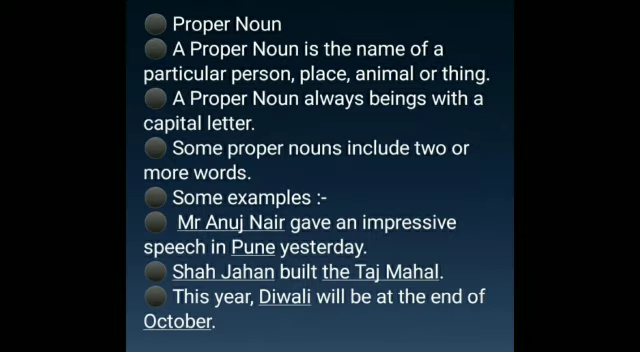 ⚫ Proper Noun
⚫ A Proper Noun is the name of a
particular person, place, animal or thing.
⚫ A Proper Noun always beings with a
capital letter.
⚫ Some proper nouns include two or
more words.
⚫ Some examples :-
⚫ Mr Anuj Nair gave an impressive
speech in Pune yesterday.
⚫ Shah Jahan built the Taj Mahal.
⚫ This year, Diwali will be at the end of
October.